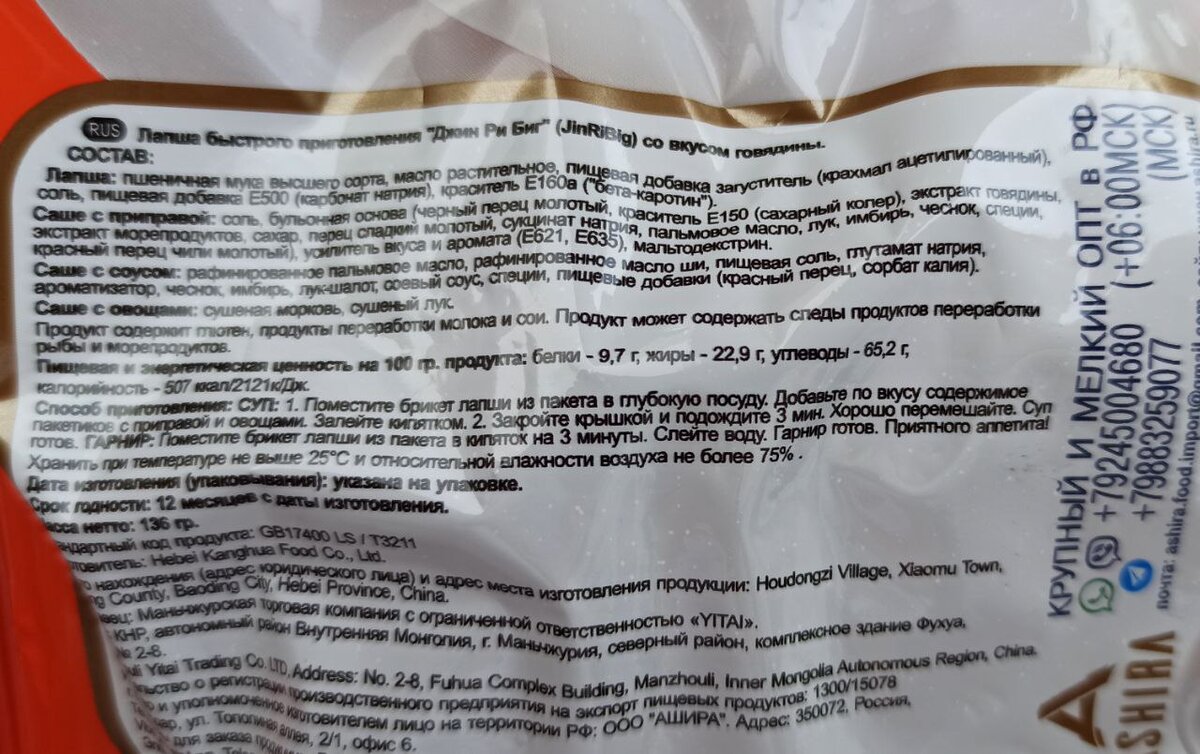 RUS Лапша быстрого приготовления "Джин Ри Биг" (JinRiBig) со вкусом говядины.
СОСТАВ:
Лапша: пшеничная мука высшего сорта, масло растительное, пищевая добавка загуститель (крахмал ацетилированный),
соль, пищевая добавка Е500 (карбонат натрия), краситель Е160а ("бета-каротин").
Саше с приправой: соль, бульонная основа (черный перец молотый, краситель Е150 (сахарный колер), экстракт говядины,
экстракт морепродуктов, сахар, перец сладкий молотый, сукцинат натрия, пальмовое масло, лук, имбирь, чеснок, специи,
красный перец чили молотый), усилитель вкуса и аромата (Е621, Е635), мальтодекстрин.
Саше с соусом: рафинированное пальмовое масло, рафинированное масло ши, пищевая соль, глутамат натрия,
ароматизатор, чеснок, имбирь, лук-шалот, соевый соус, специи, пищевые добавки (красный перец, сорбат калия).
Саше с овощами: сушеная морковь, сушеный лук.
Продукт содержит глютен, продукты переработки молока и сои. Продукт может содержать следы продуктов переработки
рыбы и морепродуктов.
Пищевая и энергетическая ценность на 100 гр. продукта: белки - 9,7 г, жиры - 22,9 г, углеводы - 65,2 г,
калорийность - 507 ккал/2121кДж.
Способ приготовления: СУП: 1. Поместите брикет лапши из пакета в глубокую посуду. Добавьте по вкусу содержимое
пакетиков с приправой и овощами. Залейте кипятком. 2. Закройте крышкой и подождите 3 мин. Хорошо перемешайте. Суп
готов. ГАРНИР: Поместите брикет лапши из пакета в кипяток на 3 минуты. Слейте воду. Гарнир готов. Приятного аппетита!
Хранить при температуре не выше 25°С и относительной влажности воздуха не более 75% .
Дата изготовления (упаковывания): указана на упаковке.
Срок годности: 12 месяцев с даты изготовления.
нетто: 136 гр.
код продукта: GB17400 LS / T3211
Hebei Kanghua Food Co., Ltd.
нахождения (адрес юридического лица) и адрес места изготовления продукции: Houdongzi Village, Xiaomu Town,
County, Baoding City, Hebei Province, China.
Маньчжурская торговая компания с ограниченной ответственностью «YITAI».
КНР, автономный район Внутренняя Монголия, г. Маньчжурия, северный район, комплексное здание Фухуа,
№ 2-8.
Yitai Trading Co. LTD, Address: No. 2-8, Fuhua Complex Building, Manzhouli, Inner Mongolia Autonomous Region, China.
о регистрации производственного предприятия на экспорт пищевых продуктов: 1300/15078
и уполномоченное изготовителем лицо на территории РФ: ООО "АШИРА". Адрес: 350072, Россия,
ул. Тополиная аллея, 2/1, офис 6.
для заказа
КРУПНЫЙ И МЕЛКИЙ ОПТ в РФ
+79245004680 (+06:00МСК)
+79883259077 (МСК)
почта: ashira.food.import@
ASHIRA